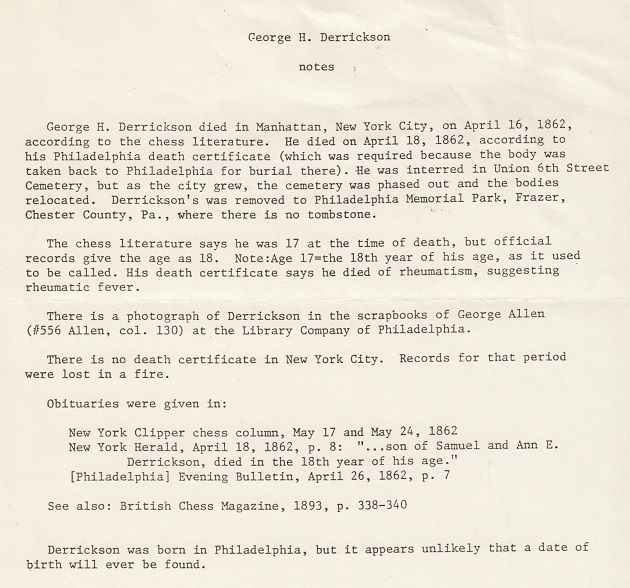 George H. Derrickson
notes
George H. Derrickson died in Manhattan, New York City, on April 16, 1862,
according to the chess literature. He died on April 18, 1862, according to
his Philadelphia death certificate (which was required because the body was
taken back to Philadelphia for burial there). He was interred in Union 6th Street
Cemetery, but as the city grew, the cemetery was phased out and the bodies
relocated. Derrickson's was removed to Philadelphia Memorial Park, Frazer,
Chester County, Pa., where there is no tombstone.
The chess literature says he was 17 at the time of death, but official
records give the age as 18. Note:Age 17=the 18th year of his age, as it used
to be called. His death certificate says he died of rheumatism, suggesting
rheumatic fever.
There is a photograph of Derrickson in the scrapbooks of George Allen
(#556 Allen, col. 130) at the Library Company of Philadelphia.
There is no death certificate in New York City. Records for that period
were lost in a fire.
Obituaries were given in:
New York Clipper chess column, May 17 and May 24, 1862
New York Herald, April 18, 1862, p. 8: "...son of Samuel and Ann E.
Derrickson, died in the 18th year of his age."
[Philadelphia] Evening Bulletin, April 26, 1862, p. 7
See also: British Chess Magazine, 1893, p. 338-340
Derrickson was born in Philadelphia, but it appears unlikely that a date of
birth will ever be found.